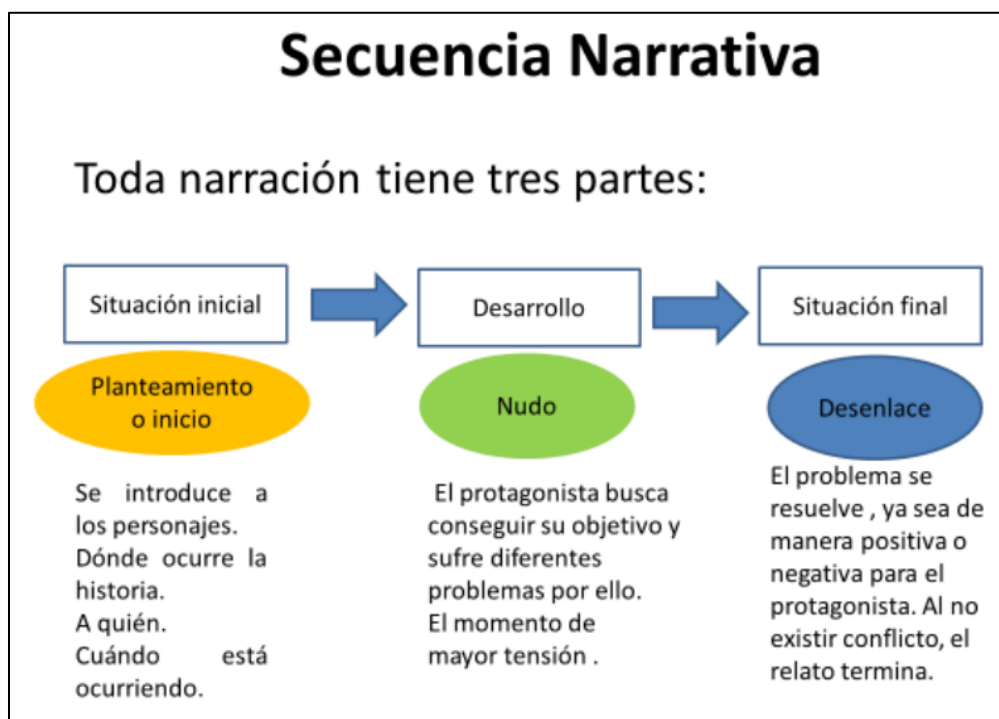 Secuencia Narrativa
Toda narración tiene tres partes:
Situación inicial
Desarrollo
Situación final
Planteamiento
o inicio
Nudo
Desenlace
Se introduce a
los personajes.
Dónde ocurre la
historia.
A quién.
Cuándo está
ocurriendo.
El protagonista busca
conseguir su objetivo y
sufre diferentes
problemas por ello.
El momento de
mayor tensión .
El problema se
resuelve , ya sea de
manera positiva o
negativa para el
protagonista. Al no
existir conflicto, el
relato termina.